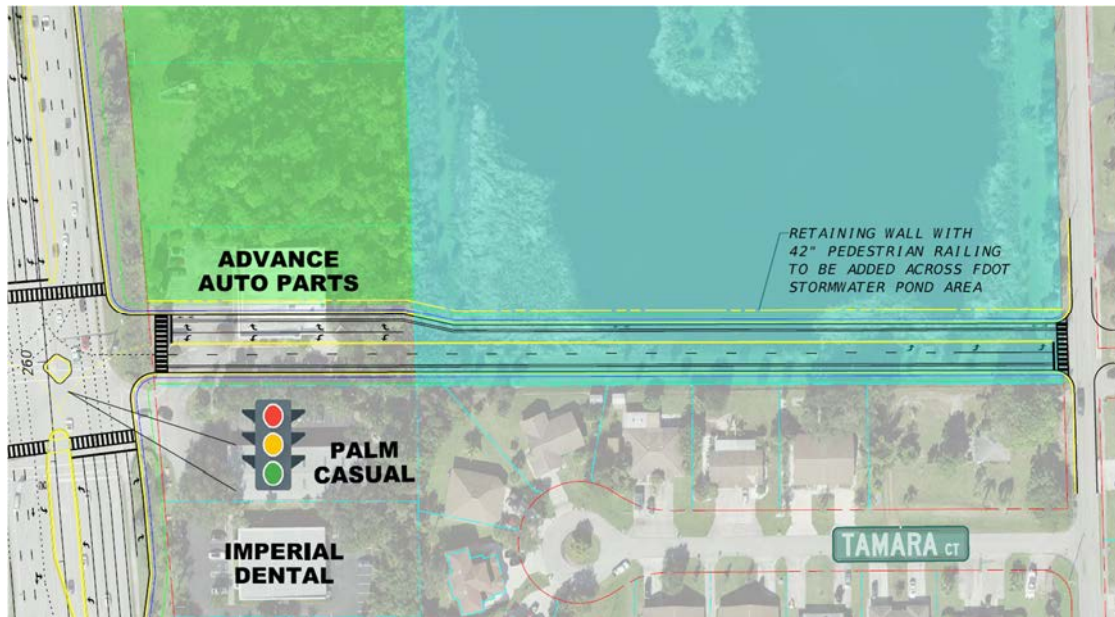 ADVANCE
AUTO PARTS
RETAINING WALL WITH
42" PEDESTRIAN RAILING
TO BE ADDED ACROSS FDOT
STORMWATER POND AREA
260
PALM
CASUAL
IMPERIAL
DENTAL
TAMARA CT